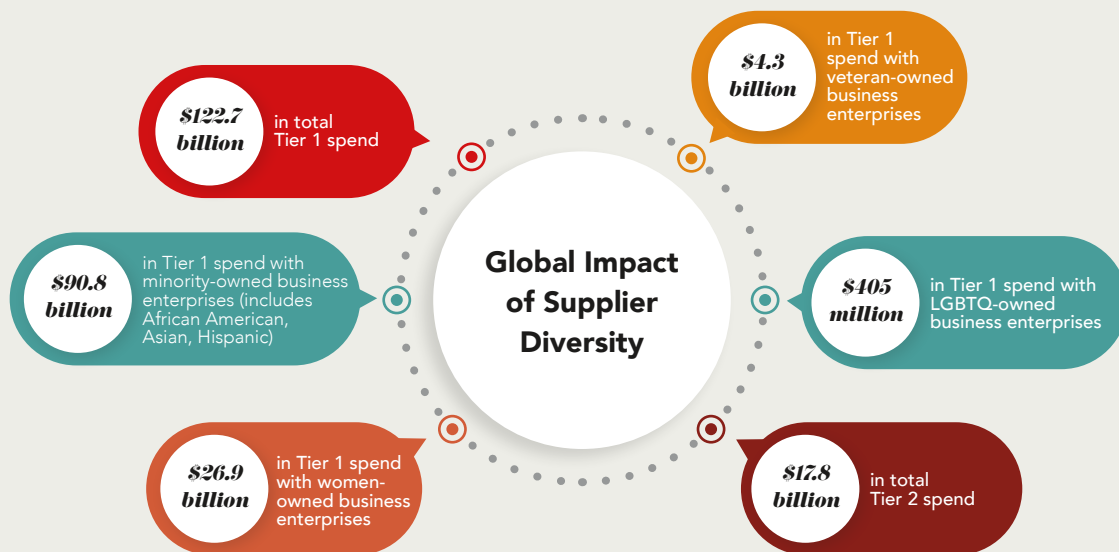 $122.7
billion
in total
Tier 1 spend
$4.3
billion
in Tier 1
spend with
veteran-owned
business
enterprises
$90.8
billion
in Tier 1 spend with
minority-owned business
enterprises (includes
African American,
Asian, Hispanic)
Global Impact
of Supplier
Diversity
$405
million
in Tier 1 spend with
LGBTQ-owned
business enterprises
$26.9
billion
in Tier 1 spend
with women-
owned business
enterprises
$17.8
billion
in total
Tier 2 spend